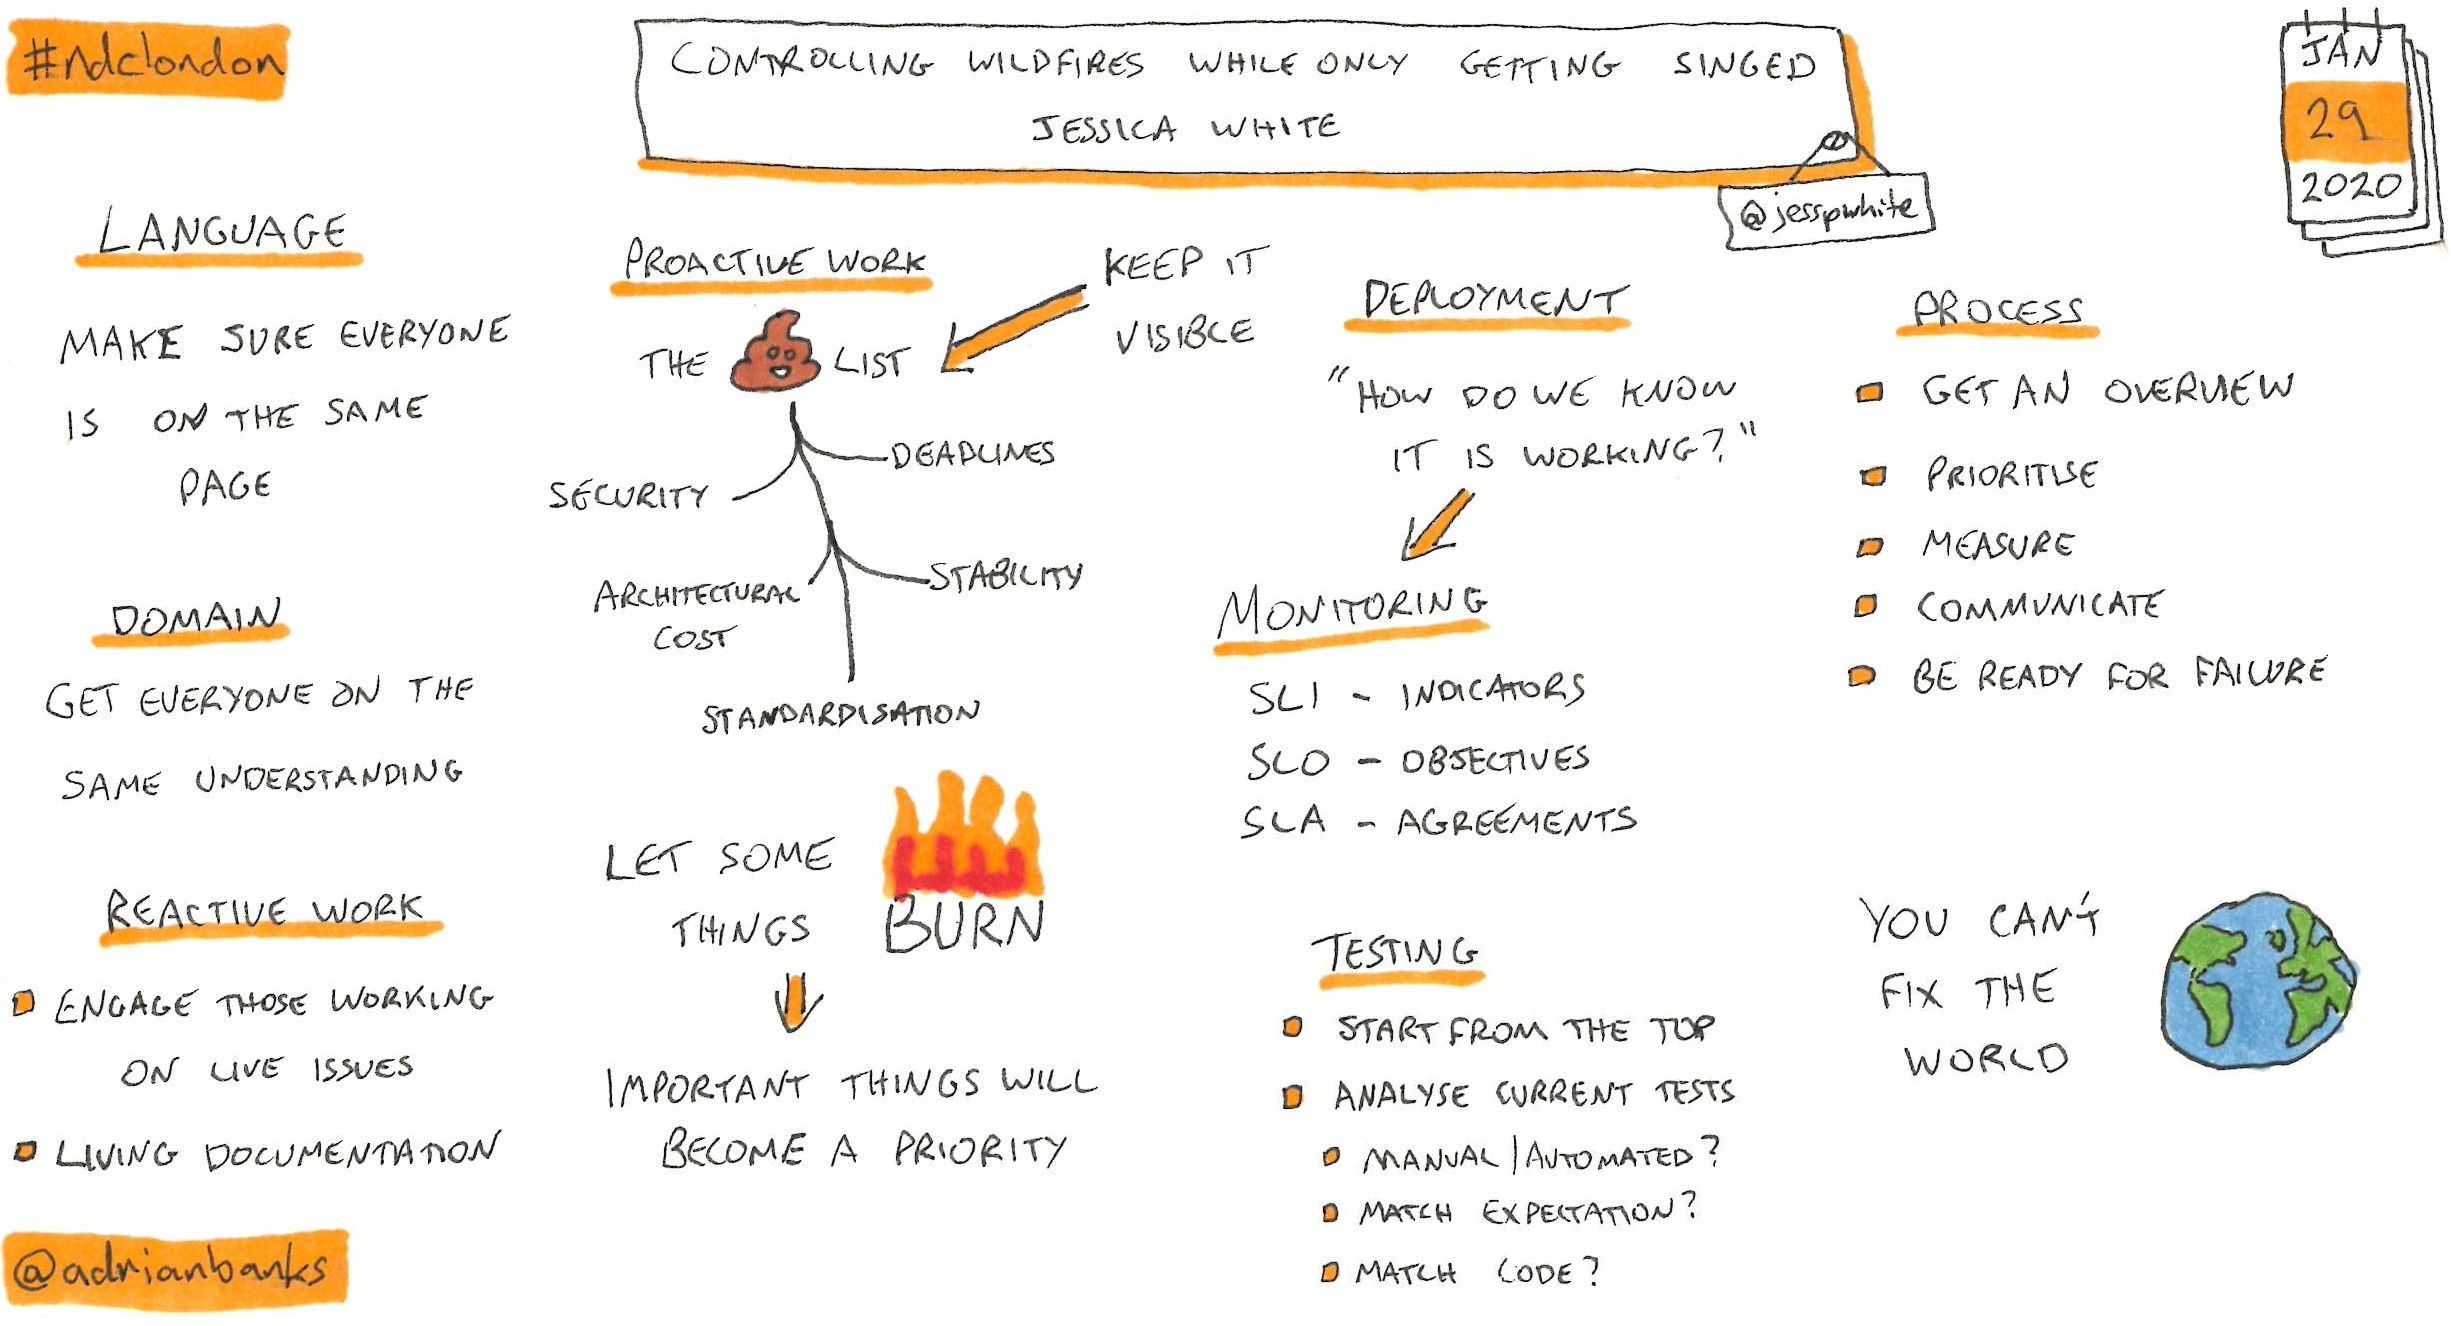 #ndclondon
CONTROLLING WILDFIRES WHILE ONLY GETTING SINGED
JESSICA WHITE
@jesspwhite
JAN
29
2020
LANGUAGE
MAKE SURE EVERYONE
IS ON THE SAME
PAGE
DOMAIN
GET EVERYONE ON THE
SAME UNDERSTANDING
REACTIVE WORK
ENGAGE THOSE WORKING
ON LIVE ISSUES
LIVING DOCUMENTATION
@adrianbanks
PROACTIVE WORK
THE LIST
KEEP IT
VISIBLE
DEADLINES
SECURITY
STABILITY
ARCHITECTURAL
COST
STANDARDISATION
LET SOME
THINGS BURN
IMPORTANT THINGS WILL
BECOME A PRIORITY
DEPLOYMENT
"HOW DO WE KNOW
IT IS WORKING?"
MONITORING
SLI - INDICATORS
SLO - OBJECTIVES
SLA - AGREEMENTS
TESTING
START FROM THE TOP
ANALYSE CURRENT TESTS
MANUAL/AUTOMATED?
MATCH EXPECTATION?
MATCH CODE?
PROCESS
GET AN OVERVIEW
PRIORITISE
MEASURE
COMMUNICATE
BE READY FOR FAILURE
YOU CAN'T
FIX THE
WORLD